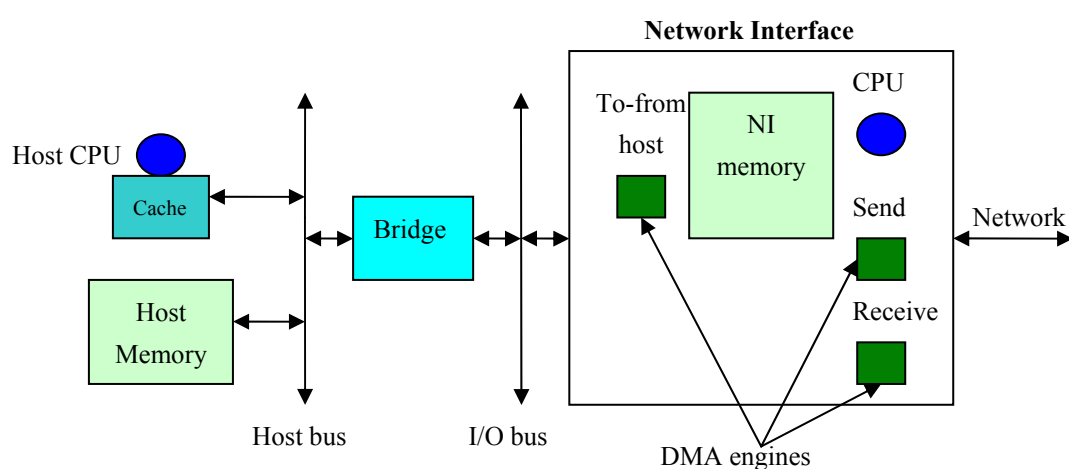 Network Interface
CPU
To-from
host
NI
memory
Host CPU
Cache
Send
Network
Bridge
Receive
Host
Memory
Host bus
I/O bus
DMA engines